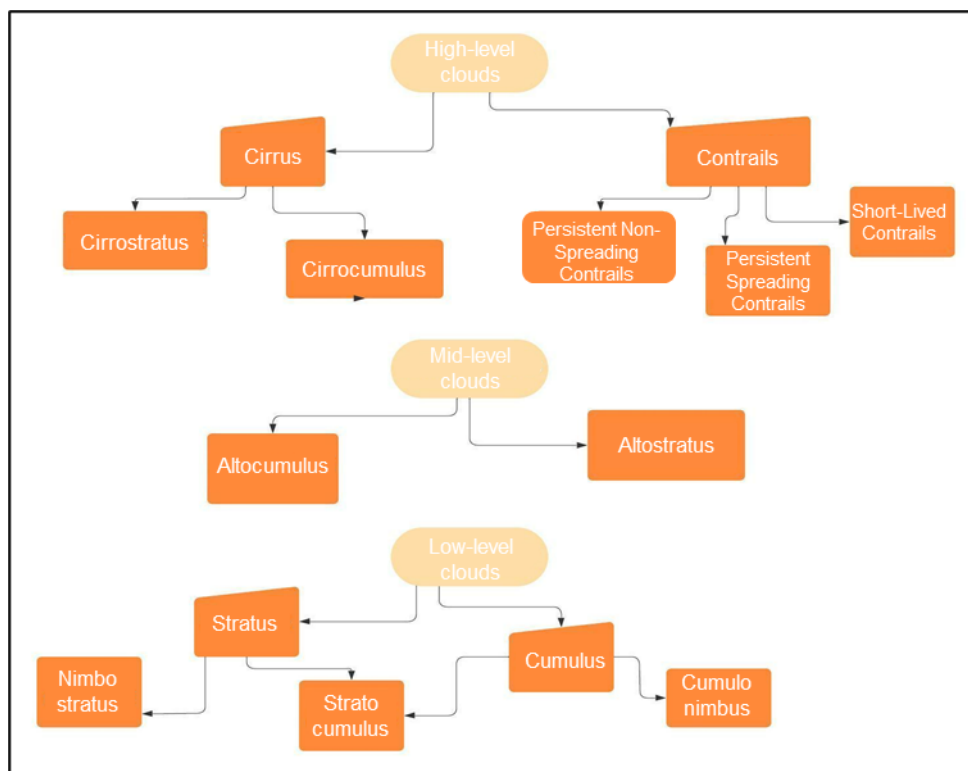 High-level
clouds
Cirrus
Contrails
Cirrostratus
Cirrocumulus
Persistent Non-
Spreading
Contrails
Persistent
Spreading
Contrails
Short-Lived
Contrails
Mid-level
clouds
Altocumulus
Altostratus
Low-level
clouds
Stratus
Cumulus
Nimbo
stratus
Strato
cumulus
Cumulo
nimbus